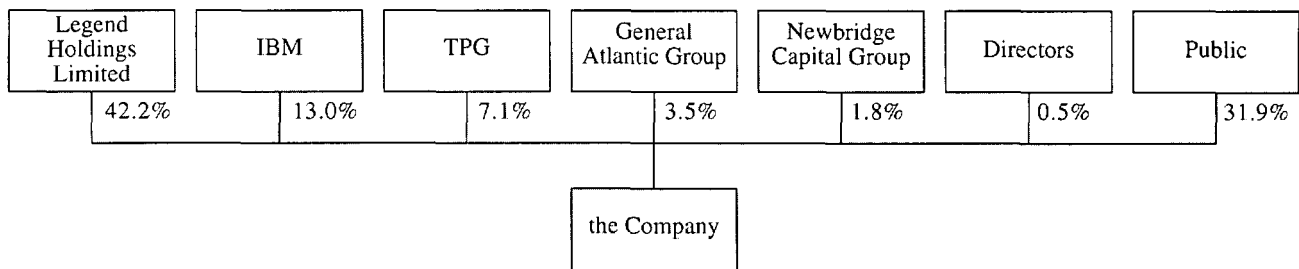 Legend
Holdings
Limited
IBM
TPG
General
Atlantic Group
Newbridge
Capital Group
Directors
Public
42.2%
13.0%
7.1%
3.5%
1.8%
0.5%
31.9%
the Company